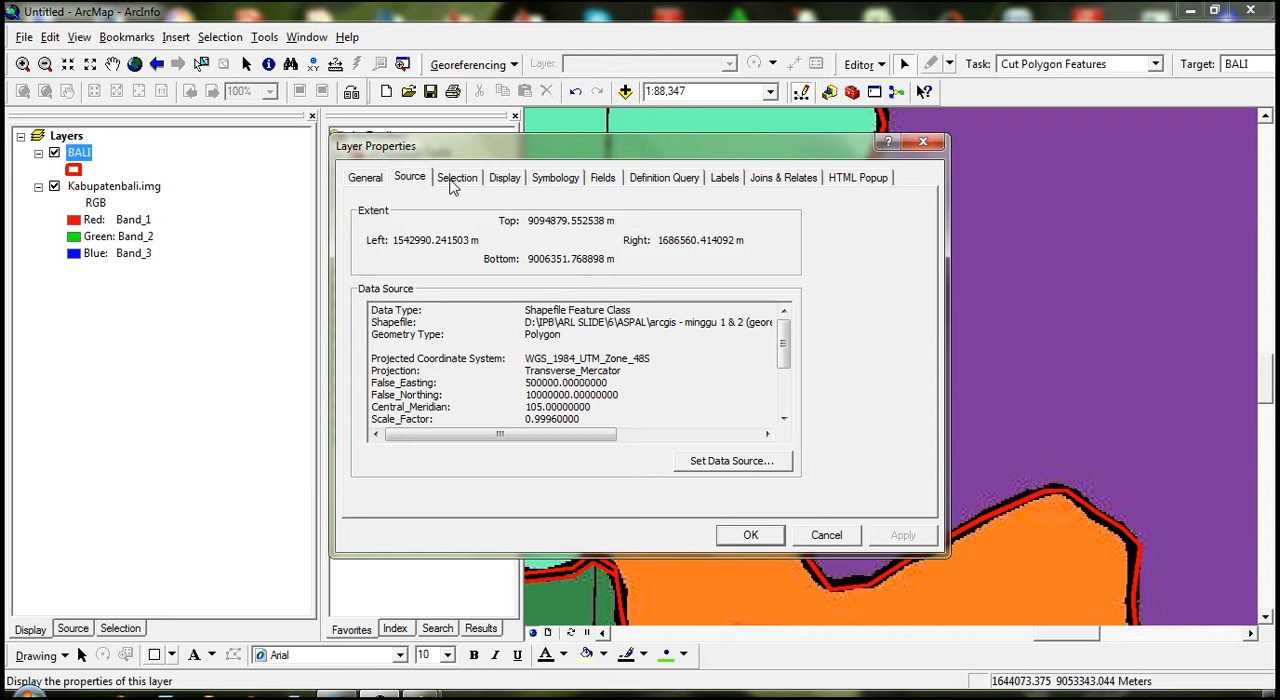 Untitled - ArcMap - ArcInfo
File Edit View Bookmarks Insert Selection Tools Window Help
Georeferencing Layer: Editor Task: Cut Polygon Features Target: BALI
100% 1:88,347
Layers
BALI
Kabupatenbali.img
RGB
Red: Band_1
Green: Band_2
Blue: Band_3
Layer Properties
General Source Selection Display Symbology Fields Definition Query Labels Joins & Relates HTML Popup
Extent
Top: 9094879.552538 m
Left: 1542990.241503 m Right: 1686560.414092 m
Bottom: 9006351.768898 m
Data Source
Data Type: Shapefile Feature Class
Shapefile: D:\IPB\ARL SLIDE\6\ASPAL\arcgis - minggu 1 & 2 (geore
Geometry Type: Polygon
Projected Coordinate System: WGS_1984_UTM_Zone_48S
Projection: Transverse_Mercator
False_Easting: 500000.00000000
False_Northing: 10000000.00000000
Central_Meridian: 105.00000000
Scale_Factor: 0.99960000
Set Data Source...
OK Cancel Apply
Display Source Selection
Favorites Index Search Results
Drawing A Arial 10 B I U A
Display the properties of this layer 1644073.375 9053343.044 Meters